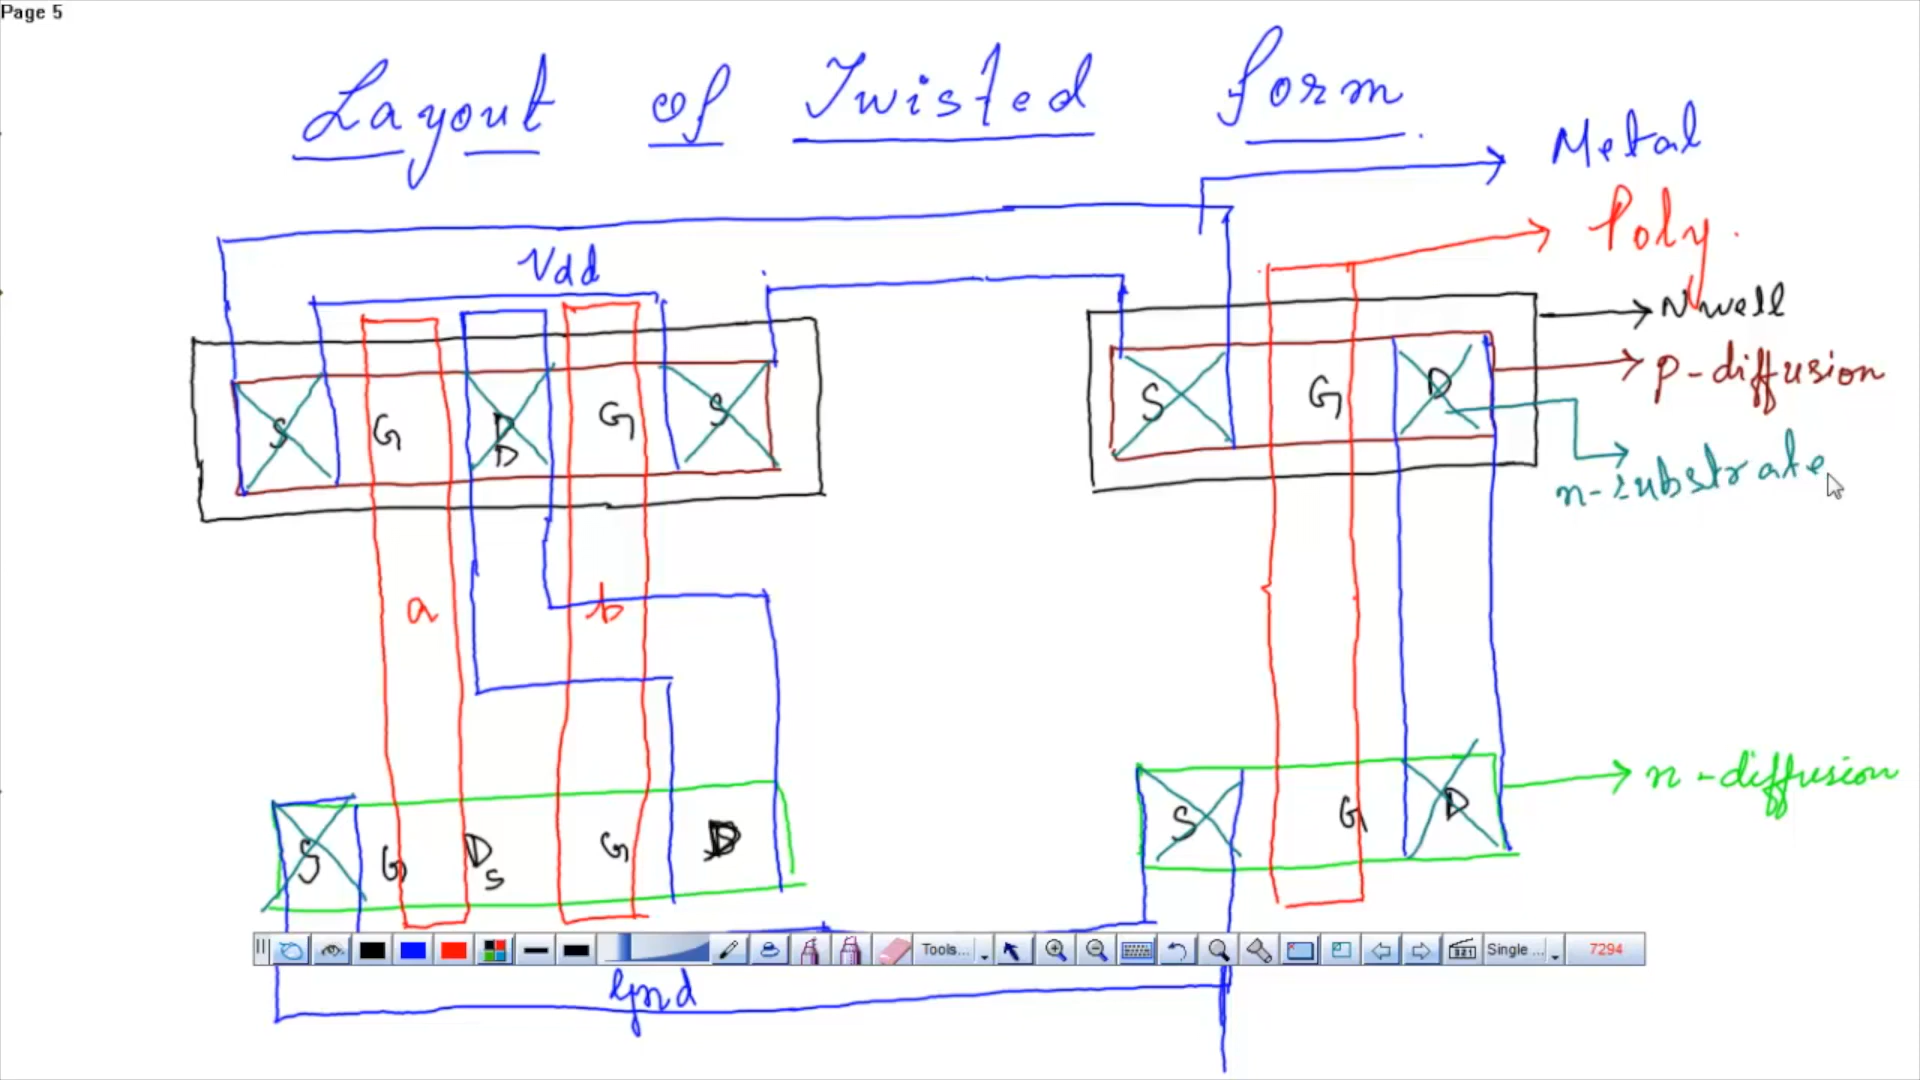 Page 5
Layout of Twisted form.
Metal
Poly.
Vdd
Nwell
p-diffusion
S G D D G S
S G D
n-substrate
a b
n-diffusion
S G D S G D
S G D
Tools...
Single ...
7294
Gnd